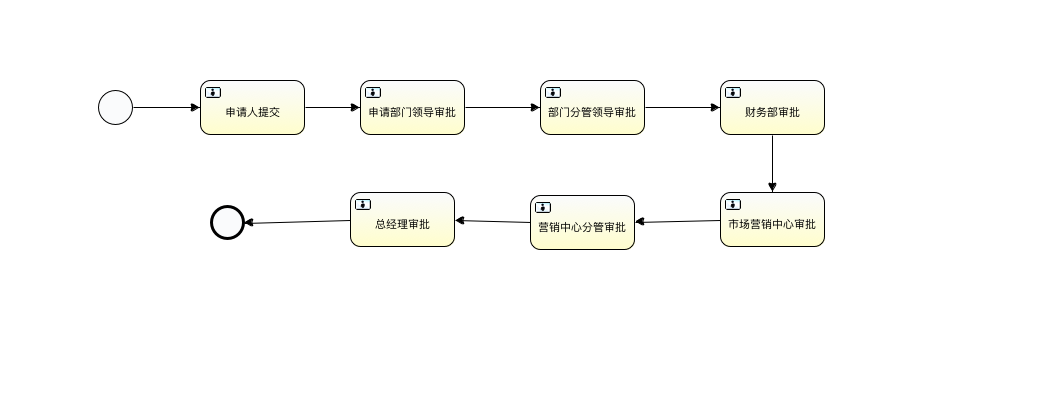 申请人提交
申请部门领导审批
部门分管领导审批
财务部审批
市场营销中心审批
营销中心分管审批
总经理审批